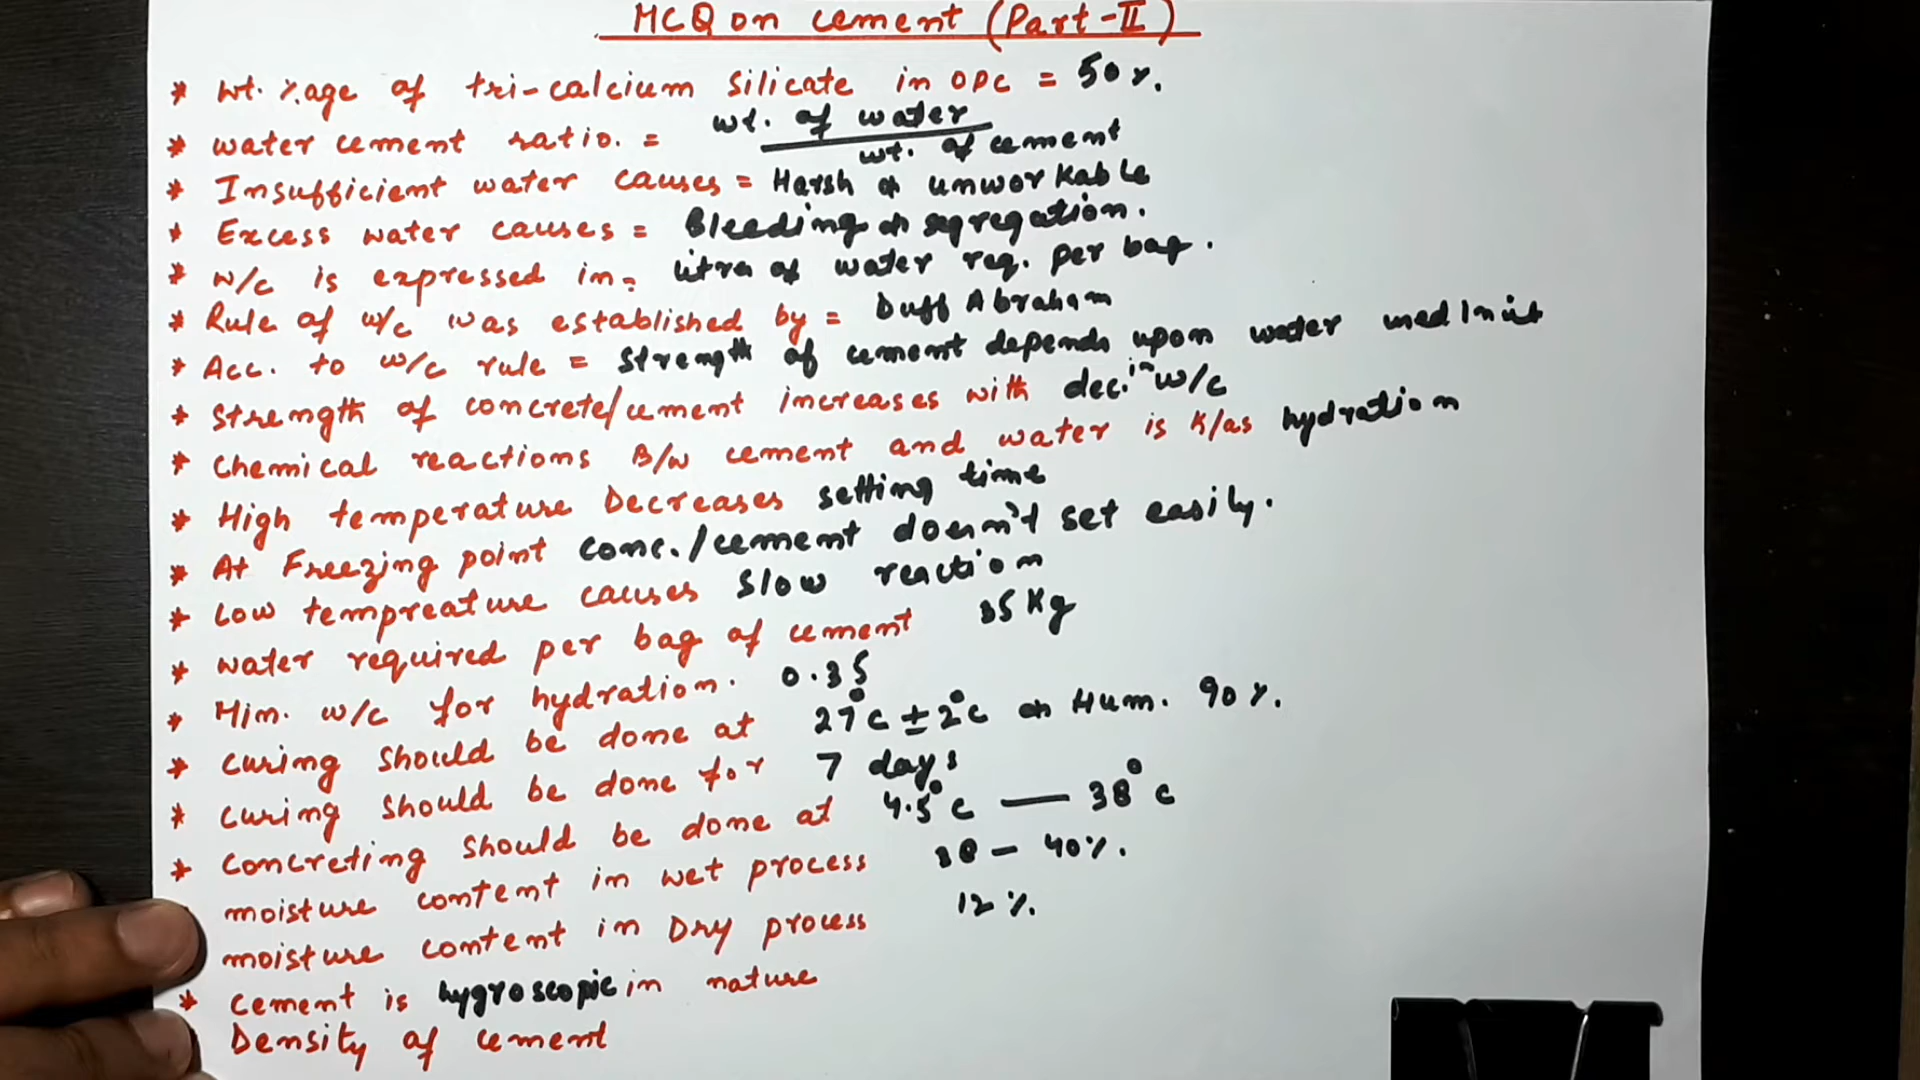 MCQ on cement (Part-II)
* wt. %age of tri-calcium silicate in OPC = 50%.
* water cement ratio. = wt. of water / wt. of cement
* Insufficient water causes = Harsh or unworkable
* Excess water causes = Bleeding or segregation.
* w/c is expressed in = litres of water req. per bag.
* Rule of w/c was established by = Duff Abraham
* Acc. to w/c rule = strength of cement depends upon water used in it
* Strength of concrete/cement increases with dec. in w/c
* Chemical reactions B/w cement and water is K/as hydration
* High temperature Decreases setting time
* At Freezing point conc./cement doesn't set easily.
* Low tempreature causes slow reaction
* water required per bag of cement 35 Kg
* Min. w/c for hydration. 0.35
* curing should be done at 27°c ± 2°c or Hum. 90%.
* curing should be done for 7 days
* concreting should be done at 4.5°c — 38°c
moisture content in wet process 38 - 40%.
moisture content in Dry process 12%.
* cement is hygroscopic in nature
Density of cement